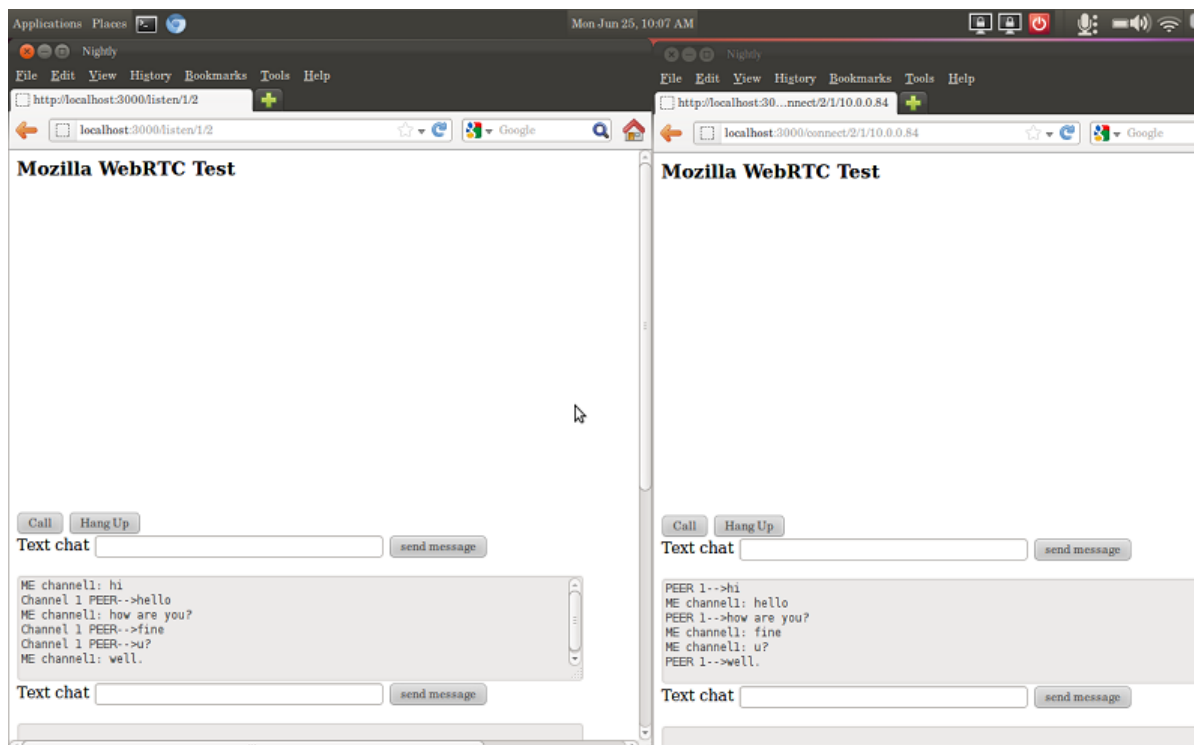 Applications Places
Mon Jun 25, 10:07 AM
Nightly
File Edit View History Bookmarks Tools Help
http://localhost:3000/listen/1/2
localhost:3000/listen/1/2
Google
Mozilla WebRTC Test
Call Hang Up
Text chat send message
ME channel1: hi
Channel 1 PEER-->hello
ME channel1: how are you?
Channel 1 PEER-->fine
Channel 1 PEER-->u?
ME channel1: well.
Text chat send message
Nightly
File Edit View History Bookmarks Tools Help
http://localhost:30...nnect/2/1/10.0.0.84
localhost:3000/connect/2/1/10.0.0.84
Google
Mozilla WebRTC Test
Call Hang Up
Text chat send message
PEER 1-->hi
ME channel1: hello
PEER 1-->how are you?
ME channel1: fine
ME channel1: u?
PEER 1-->well.
Text chat send message